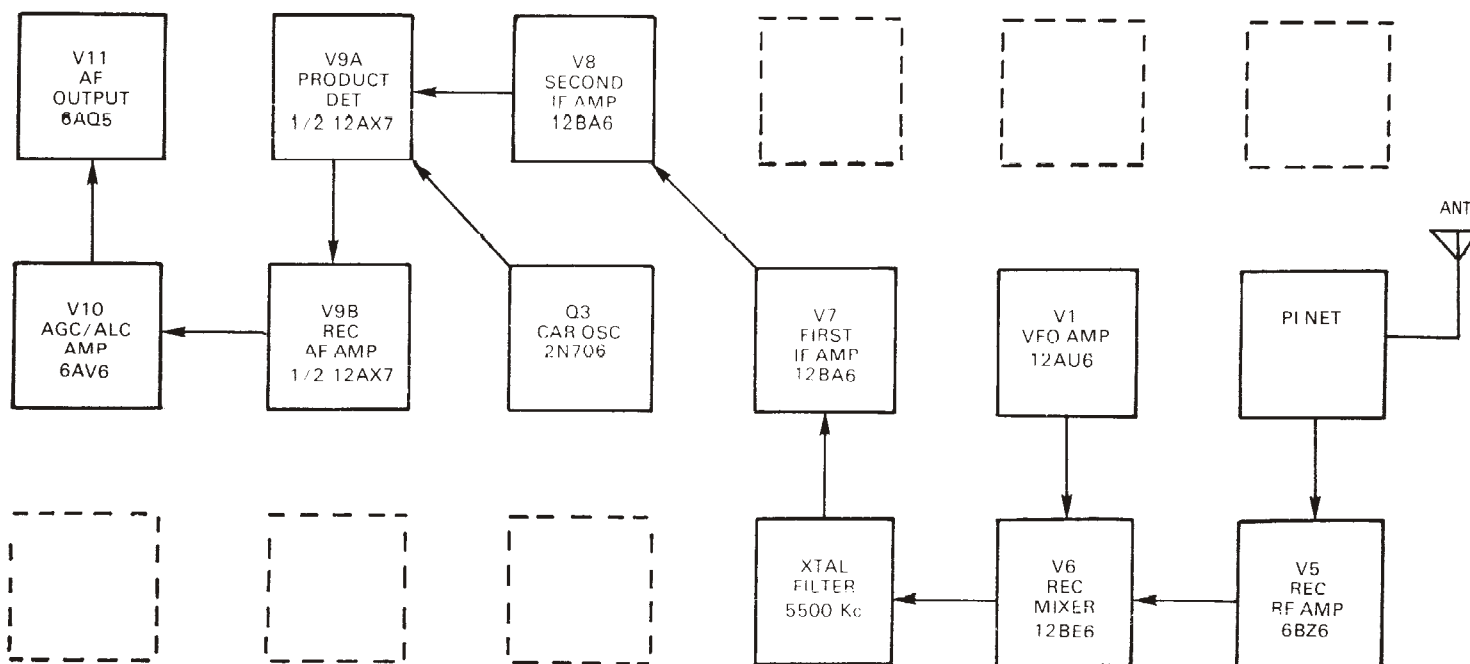 V11
AF
OUTPUT
6AQ5
V9A
PRODUCT
DET
1/2 12AX7
V8
SECOND
IF AMP
12BA6
ANT
V10
AGC/ALC
AMP
6AV6
V9B
REC
AF AMP
1/2 12AX7
Q3
CAR OSC
2N706
V7
FIRST
IF AMP
12BA6
V1
VFO AMP
12AU6
PI NET
XTAL
FILTER
5500 Kc
V6
REC
MIXER
12BE6
V5
REC
RF AMP
6BZ6